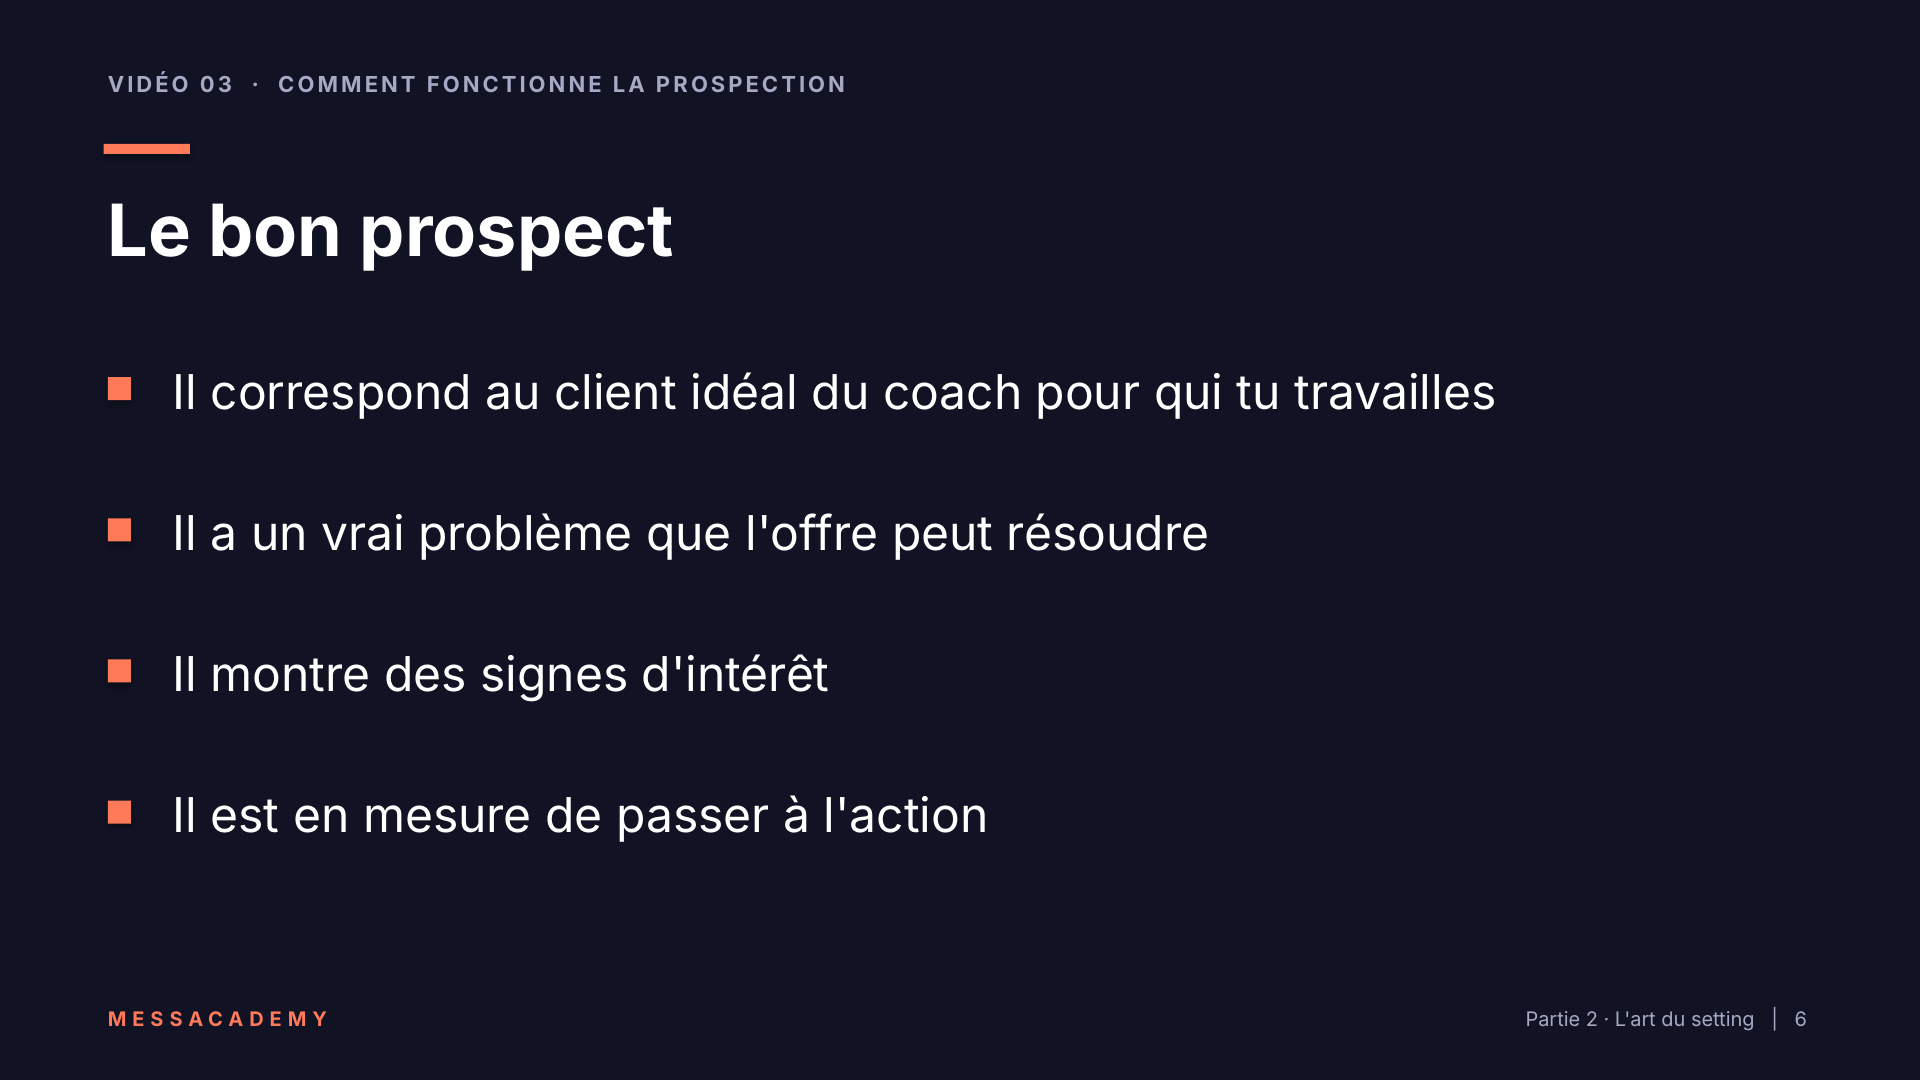 VIDÉO 03 · COMMENT FONCTIONNE LA PROSPECTION
Le bon prospect
Il correspond au client idéal du coach pour qui tu travailles
Il a un vrai problème que l'offre peut résoudre
Il montre des signes d'intérêt
Il est en mesure de passer à l'action
MESSACADEMY
Partie 2 · L'art du setting | 6